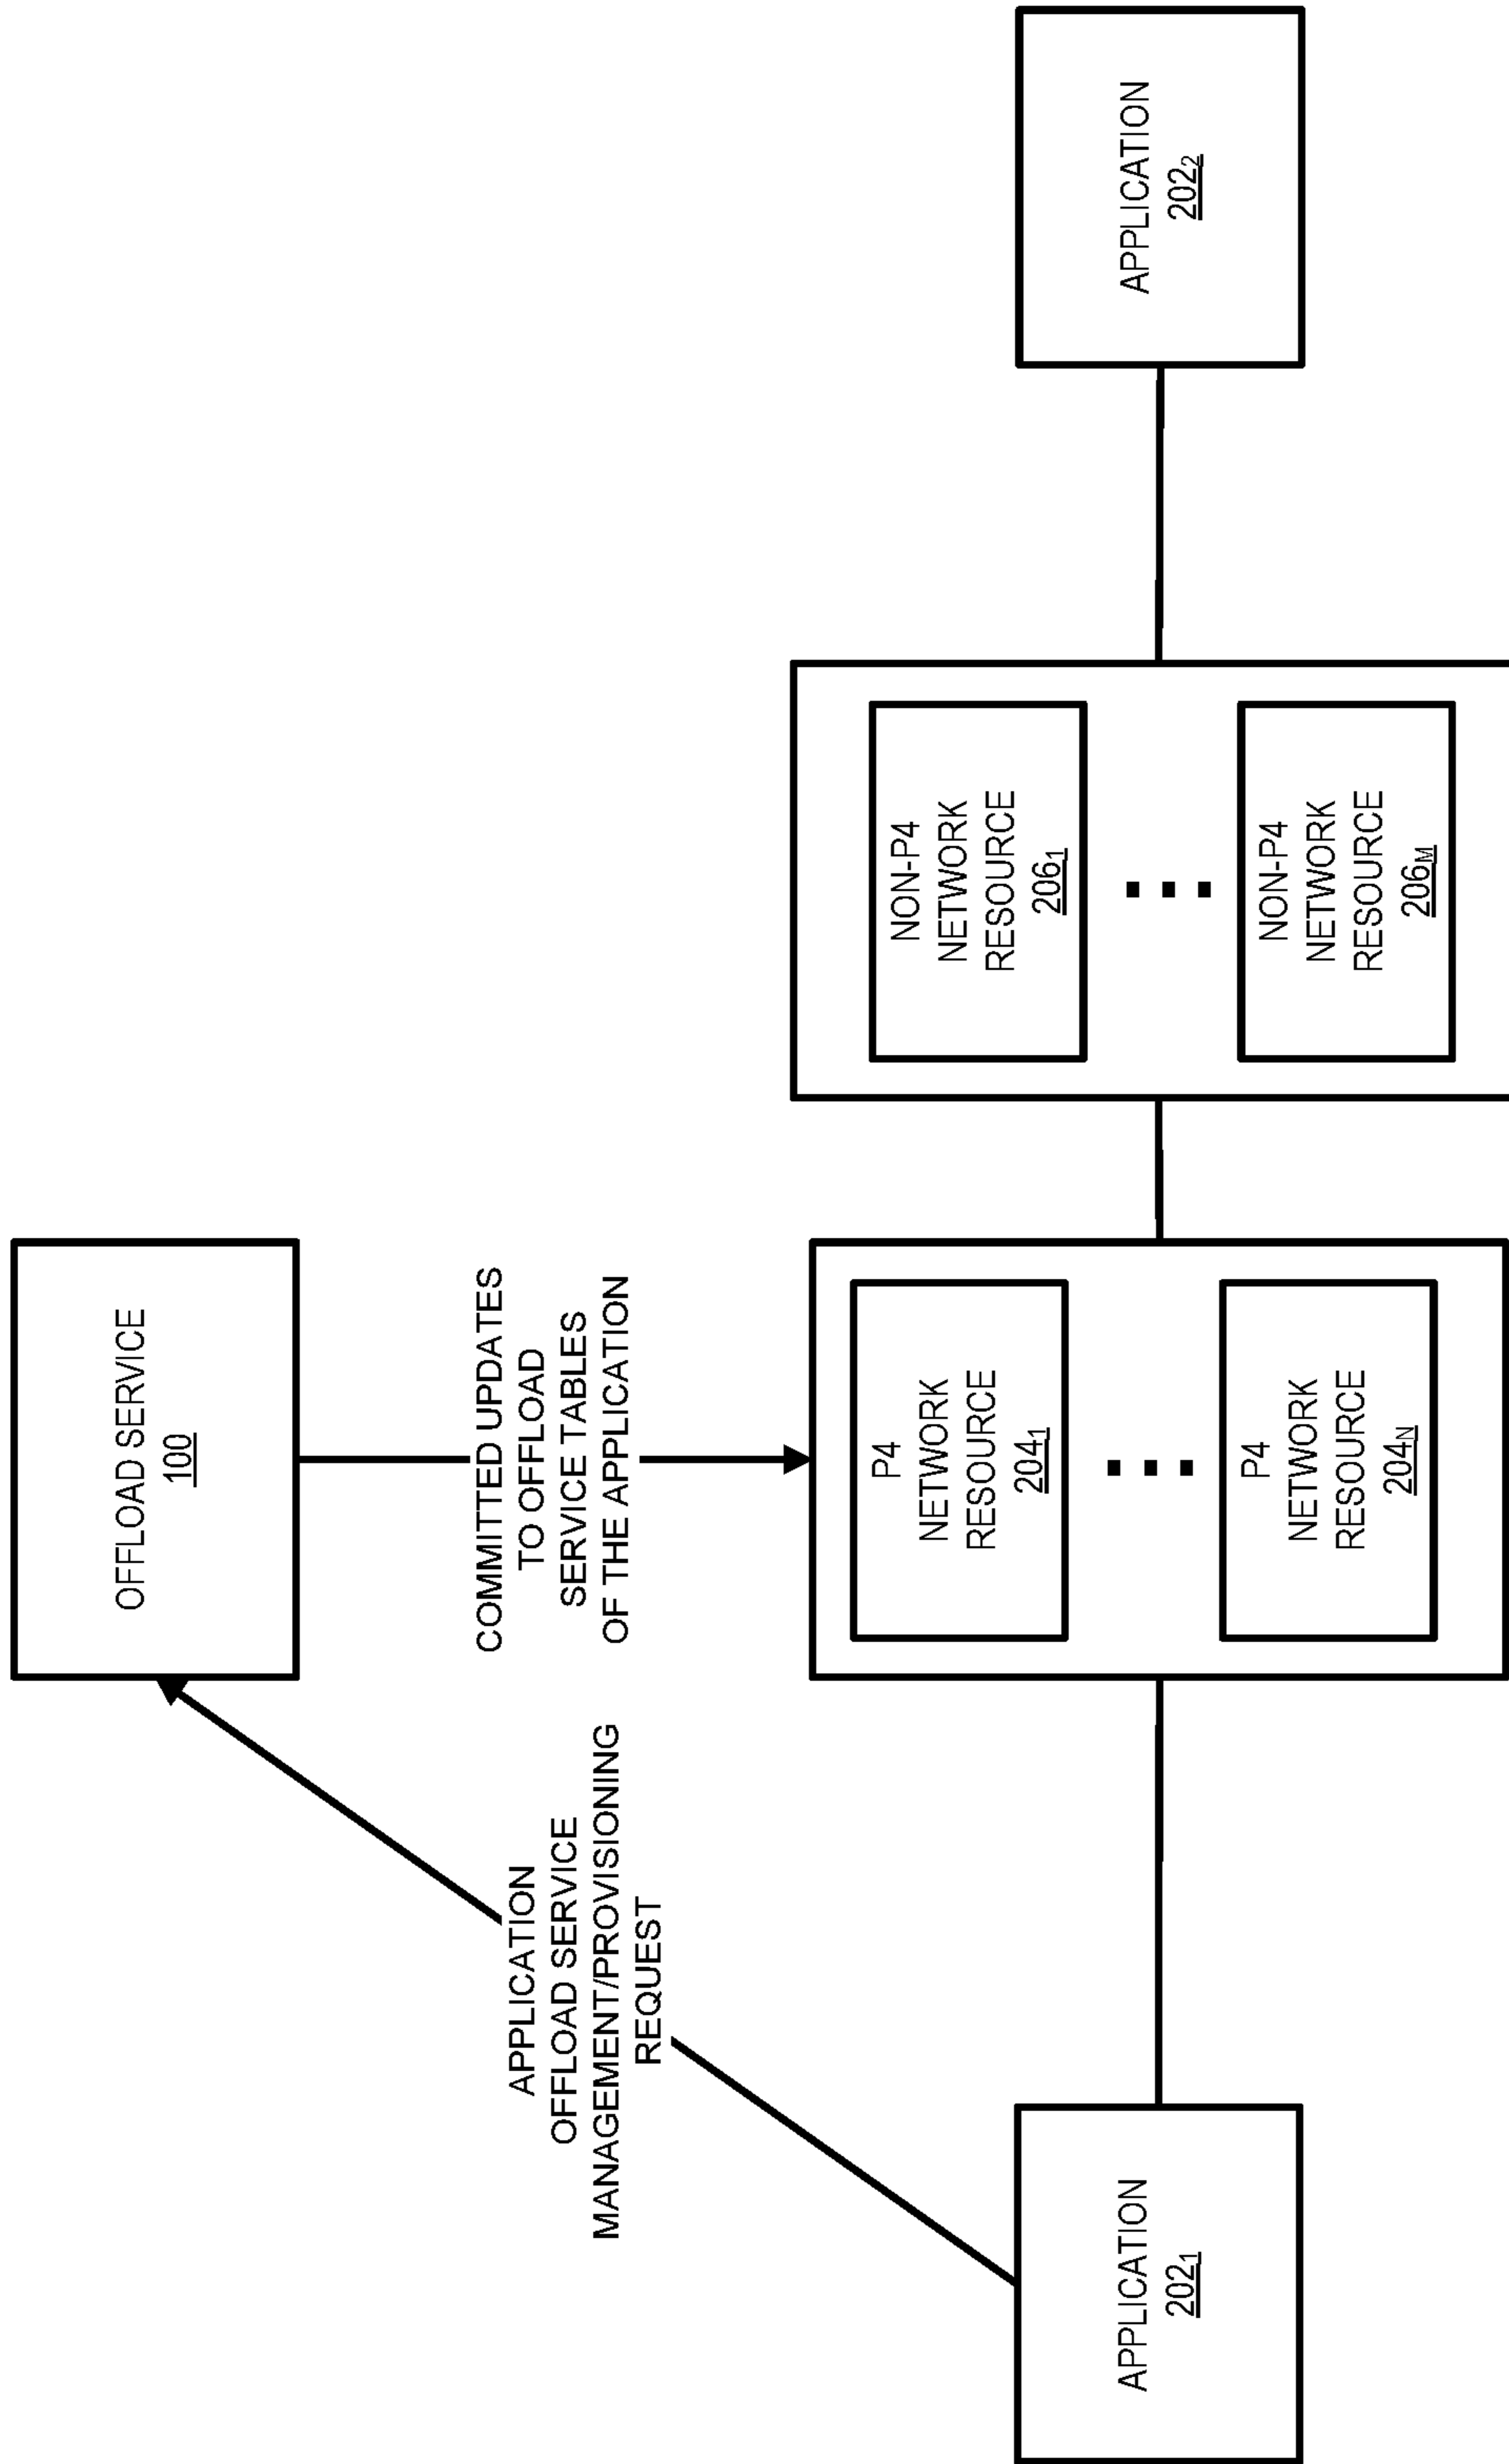 OFFLOAD SERVICE
100
APPLICATION
OFFLOAD SERVICE
MANAGEMENT/PROVISIONING
REQUEST
COMMITTED UPDATES
TO OFFLOAD
SERVICE TABLES
OF THE APPLICATION
APPLICATION
202₁
P4
NETWORK
RESOURCE
204₁
P4
NETWORK
RESOURCE
204N
NON-P4
NETWORK
RESOURCE
206₁
NON-P4
NETWORK
RESOURCE
206M
APPLICATION
202₂